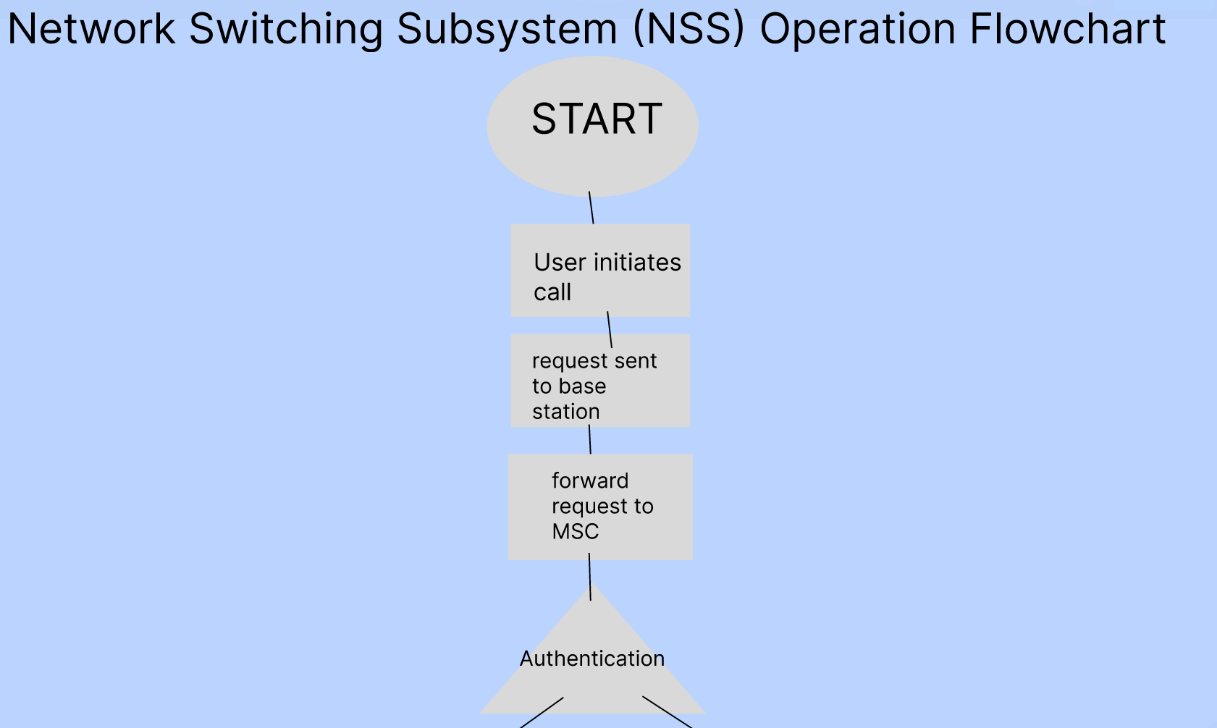 Network Switching Subsystem (NSS) Operation Flowchart
START
User initiates
call
request sent
to base
station
forward
request to
MSC
Authentication